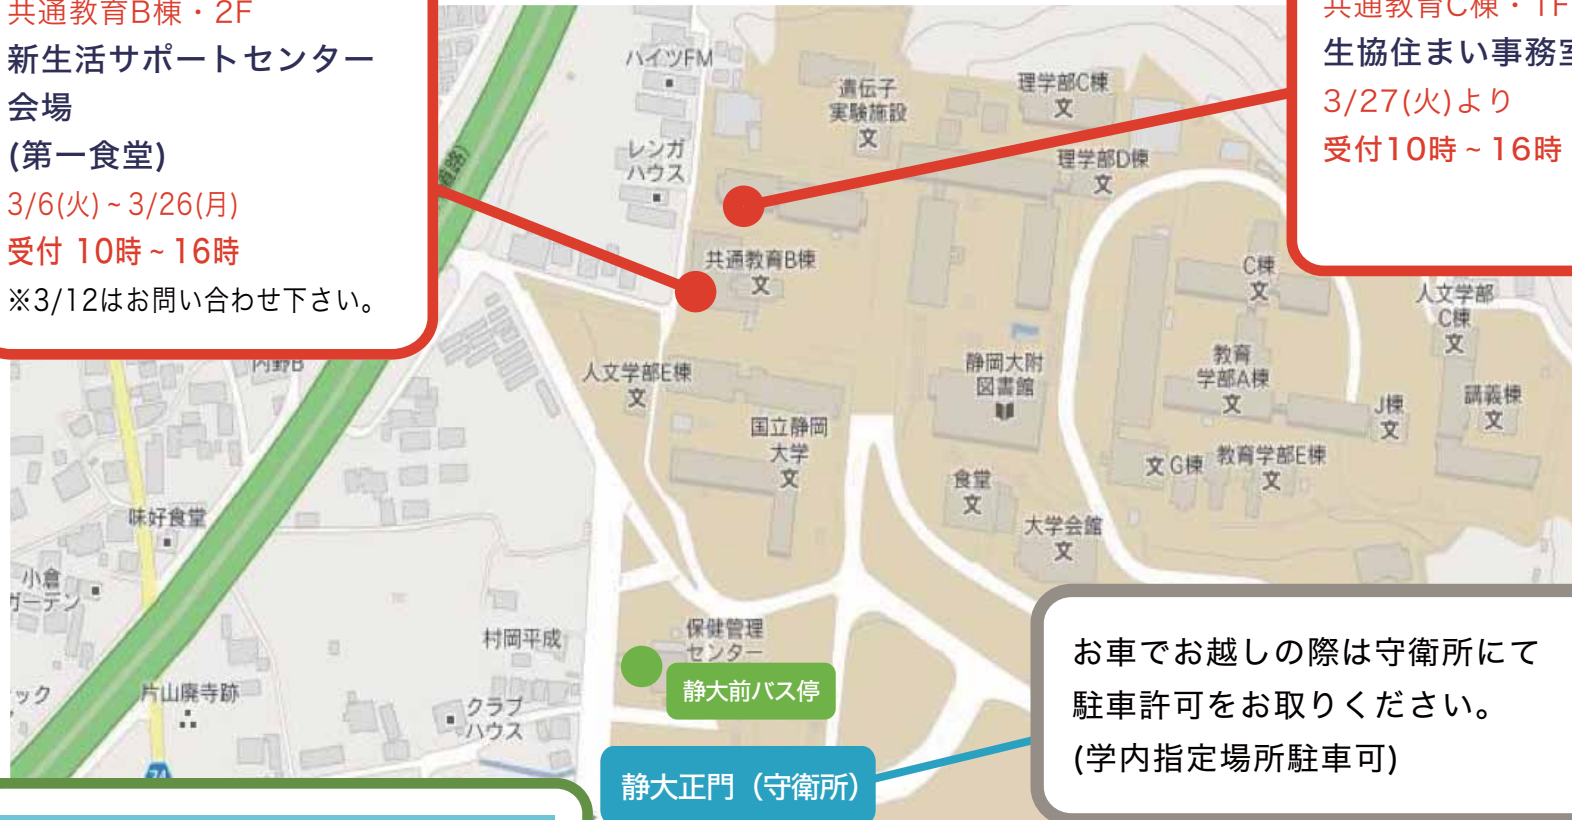 共通教育B棟・2F
新生活サポートセンター
会場
(第一食堂)
3/6(火)~3/26(月)
受付 10時~16時
※3/12はお問い合わせ下さい。
共通教育C棟・1F
生協住まい事務室
3/27(火)より
受付10時~16時
ハイツFM
遺伝子
実験施設
文
理学部C棟
文
レンガ
ハウス
理学部D棟
文
共通教育B棟
文
C棟
文
人文学部
C棟
文
内野B
人文学部E棟
文
静岡大附
図書館
教育
学部A棟
文
J棟
文
講義棟
文
国立静岡
大学
文
文 G棟
教育学部E棟
文
食堂
文
大学会館
文
味好食堂
小倉
ガーデン
村岡平成
保健管理
センター
静大前バス停
片山廃寺跡
ック
クラブ
ハウス
74
静大正門（守衛所）
お車でお越しの際は守衛所にて
駐車許可をお取りください。
(学内指定場所駐車可)